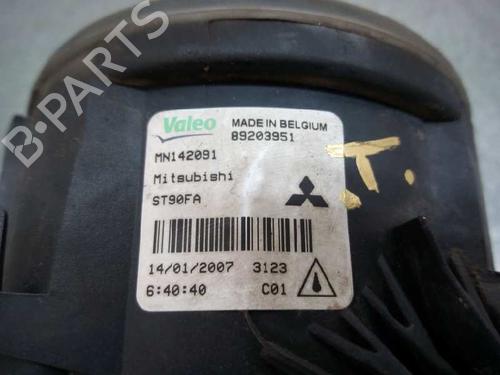 Valeo MADE IN BELGIUM
89203951
MN142091
Mitsubishi
ST90FA
14/01/2007 3123
6:40:40 C01
B-PARTS